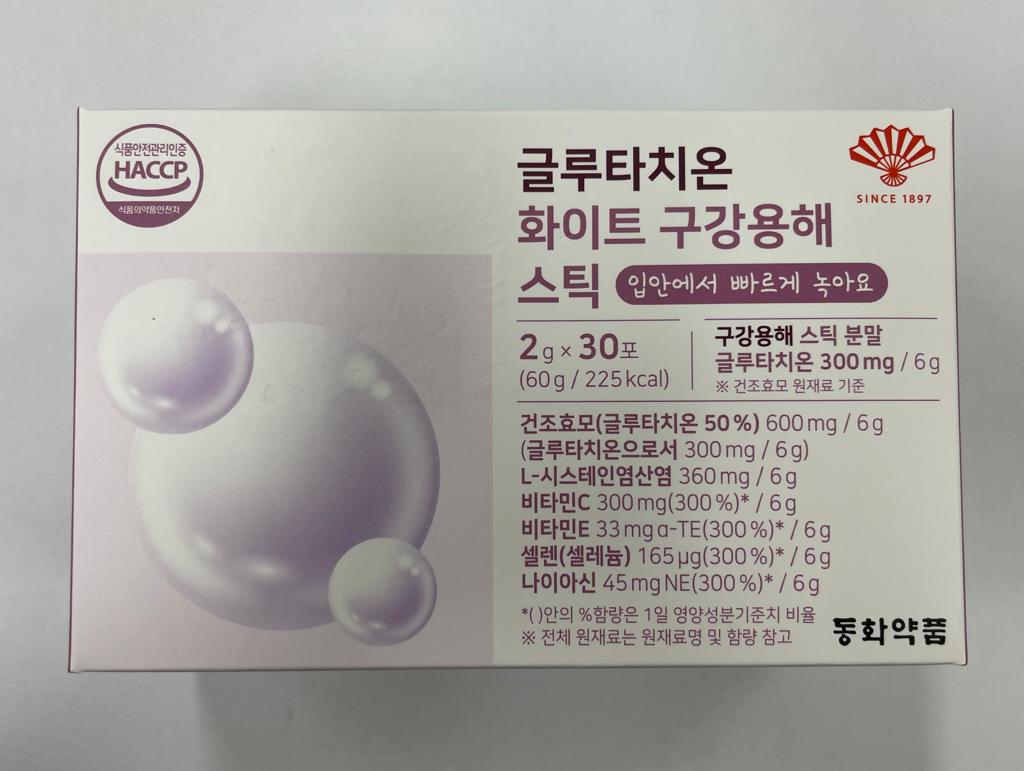 식품안전관리인증
HACCP
식품의약품안전처
글루타치온
화이트 구강용해
스틱 입안에서 빠르게 녹아요
SINCE 1897
2g × 30포
(60g / 225kcal)
구강용해 스틱 분말
글루타치온 300mg / 6g
※ 건조효모 원재료 기준
건조효모(글루타치온 50%) 600mg / 6g
(글루타치온으로서 300mg / 6g)
L-시스테인염산염 360mg / 6g
비타민C 300mg(300%)* / 6g
비타민E 33mg α-TE(300%)* / 6g
셀렌(셀레늄) 165μg(300%)* / 6g
나이아신 45mg NE(300%)* / 6g
*( )안의 %함량은 1일 영양성분기준치 비율
※ 전체 원재료는 원재료명 및 함량 참고
동화약품